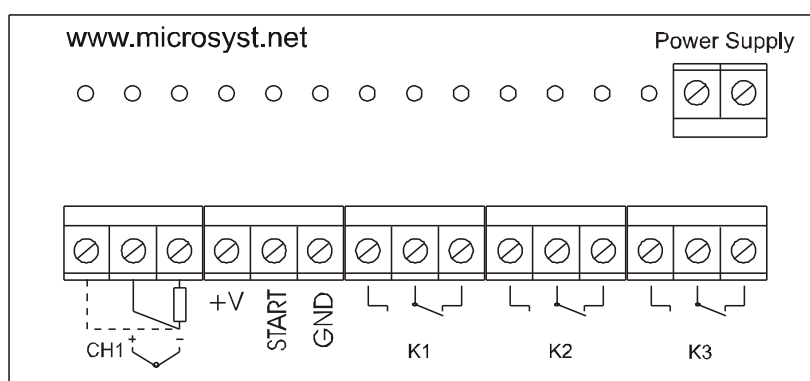 www.microsyst.net
Power Supply
+V
START
GND
CH1
+
-
K1
K2
K3